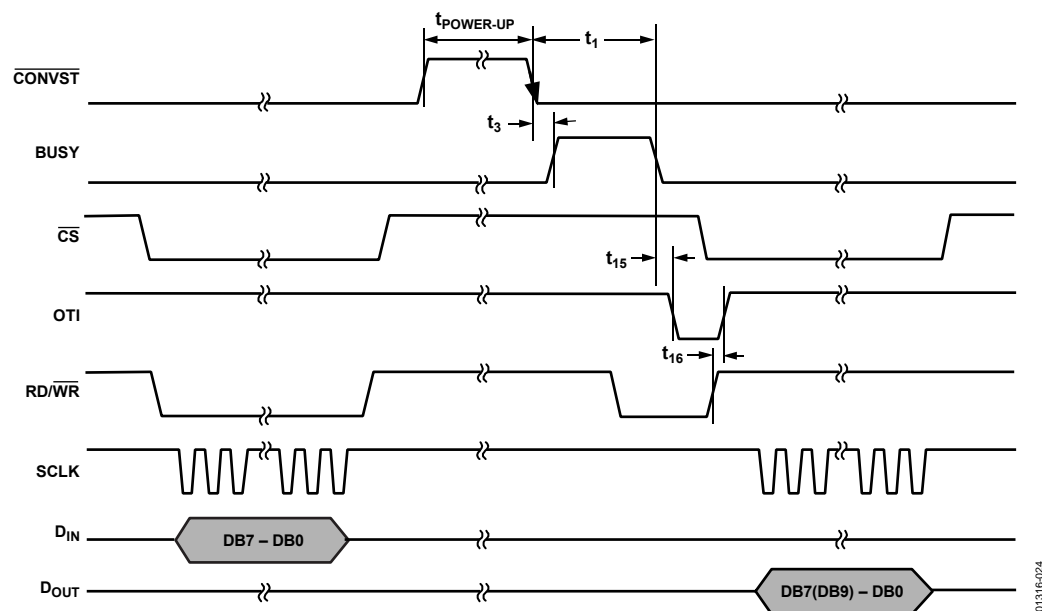 tPOWER-UP
t1
CONVST
t3
BUSY
CS
t15
OTI
t16
RD/WR
SCLK
DIN
DB7 – DB0
DOUT
DB7(DB9) – DB0
01316-024